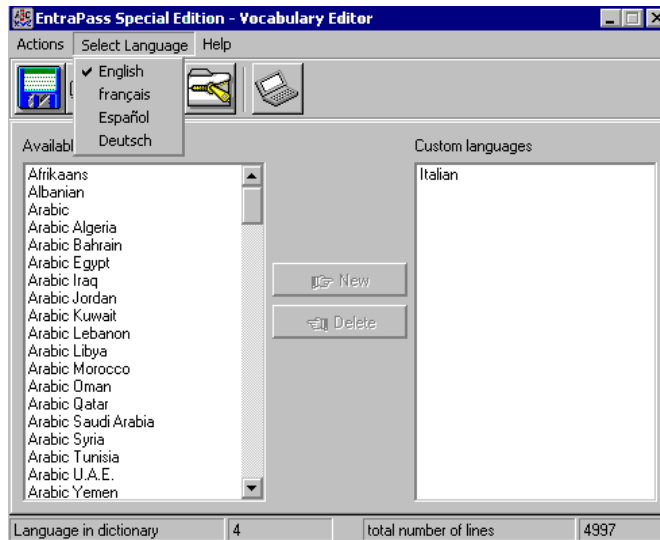 EntraPass Special Edition - Vocabulary Editor
Actions Select Language Help
English
français
Español
Deutsch
Custom languages
Afrikaans
Albanian
Arabic
Arabic Algeria
Arabic Bahrain
Arabic Egypt
Arabic Iraq
Arabic Jordan
Arabic Kuwait
Arabic Lebanon
Arabic Libya
Arabic Morocco
Arabic Oman
Arabic Qatar
Arabic Saudi Arabia
Arabic Syria
Arabic Tunisia
Arabic U.A.E.
Arabic Yemen
New
Delete
Italian
Language in dictionary 4 total number of lines 4997